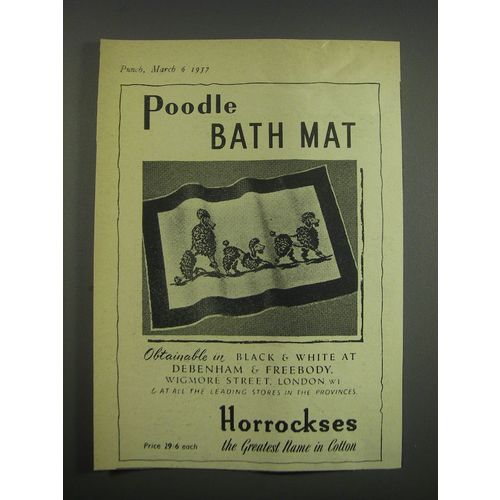 Punch, March 6 1957
Poodle
BATH MAT
Obtainable in BLACK & WHITE AT
DEBENHAM & FREEBODY.
WIGMORE STREET, LONDON W1
& AT ALL THE LEADING STORES IN THE PROVINCES.
Horrockses
Price 29/6 each
the Greatest Name in Cotton